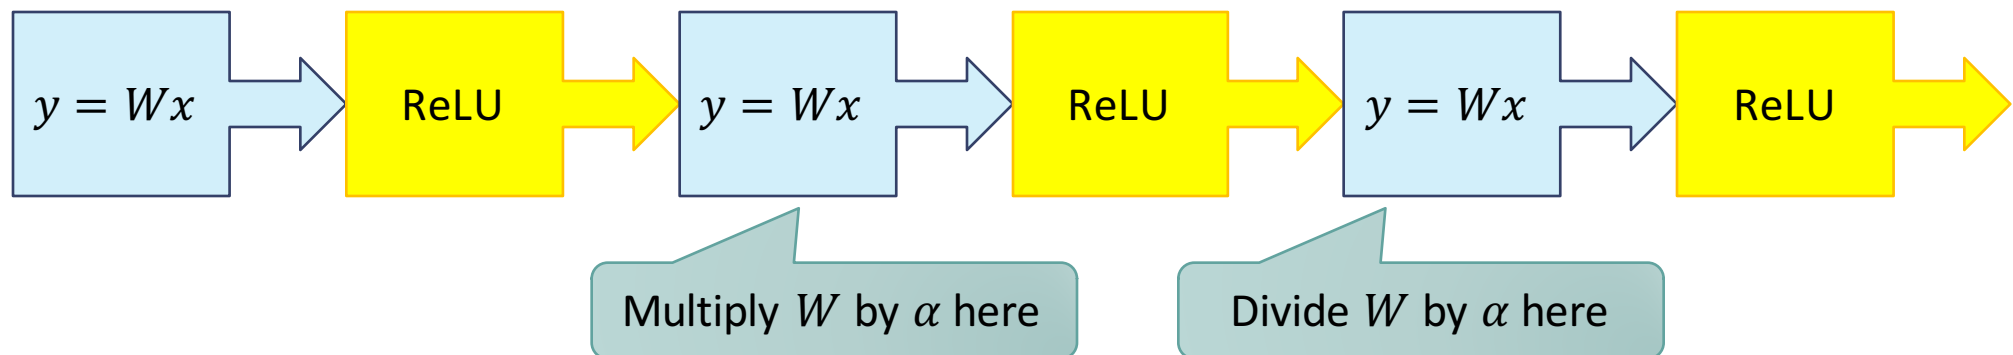 y = Wx ReLU y = Wx ReLU y = Wx ReLU
Multiply W by α here Divide W by α here